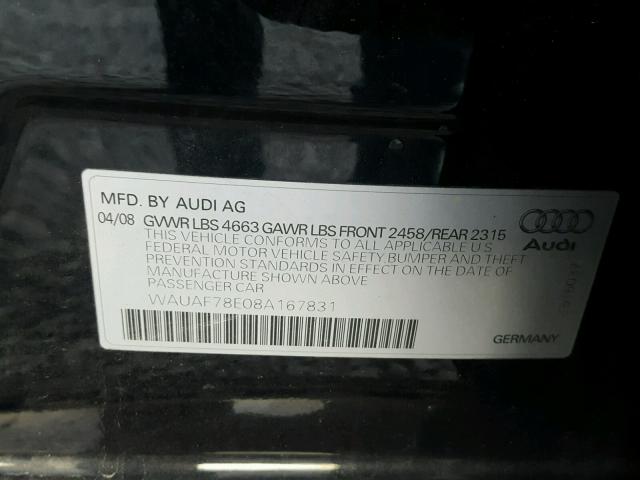 MFD. BY AUDI AG
04/08 GVWR LBS 4663 GAWR LBS FRONT 2458/REAR 2315
THIS VEHICLE CONFORMS TO ALL APPLICABLE U.S
FEDERAL MOTOR VEHICLE SAFETY,BUMPER AND THEFT
PREVENTION STANDARDS IN EFFECT ON THE DATE OF
MANUFACTURE SHOWN ABOVE
PASSENGER CAR
WAUAF78E08A167831
Audi
GERMANY